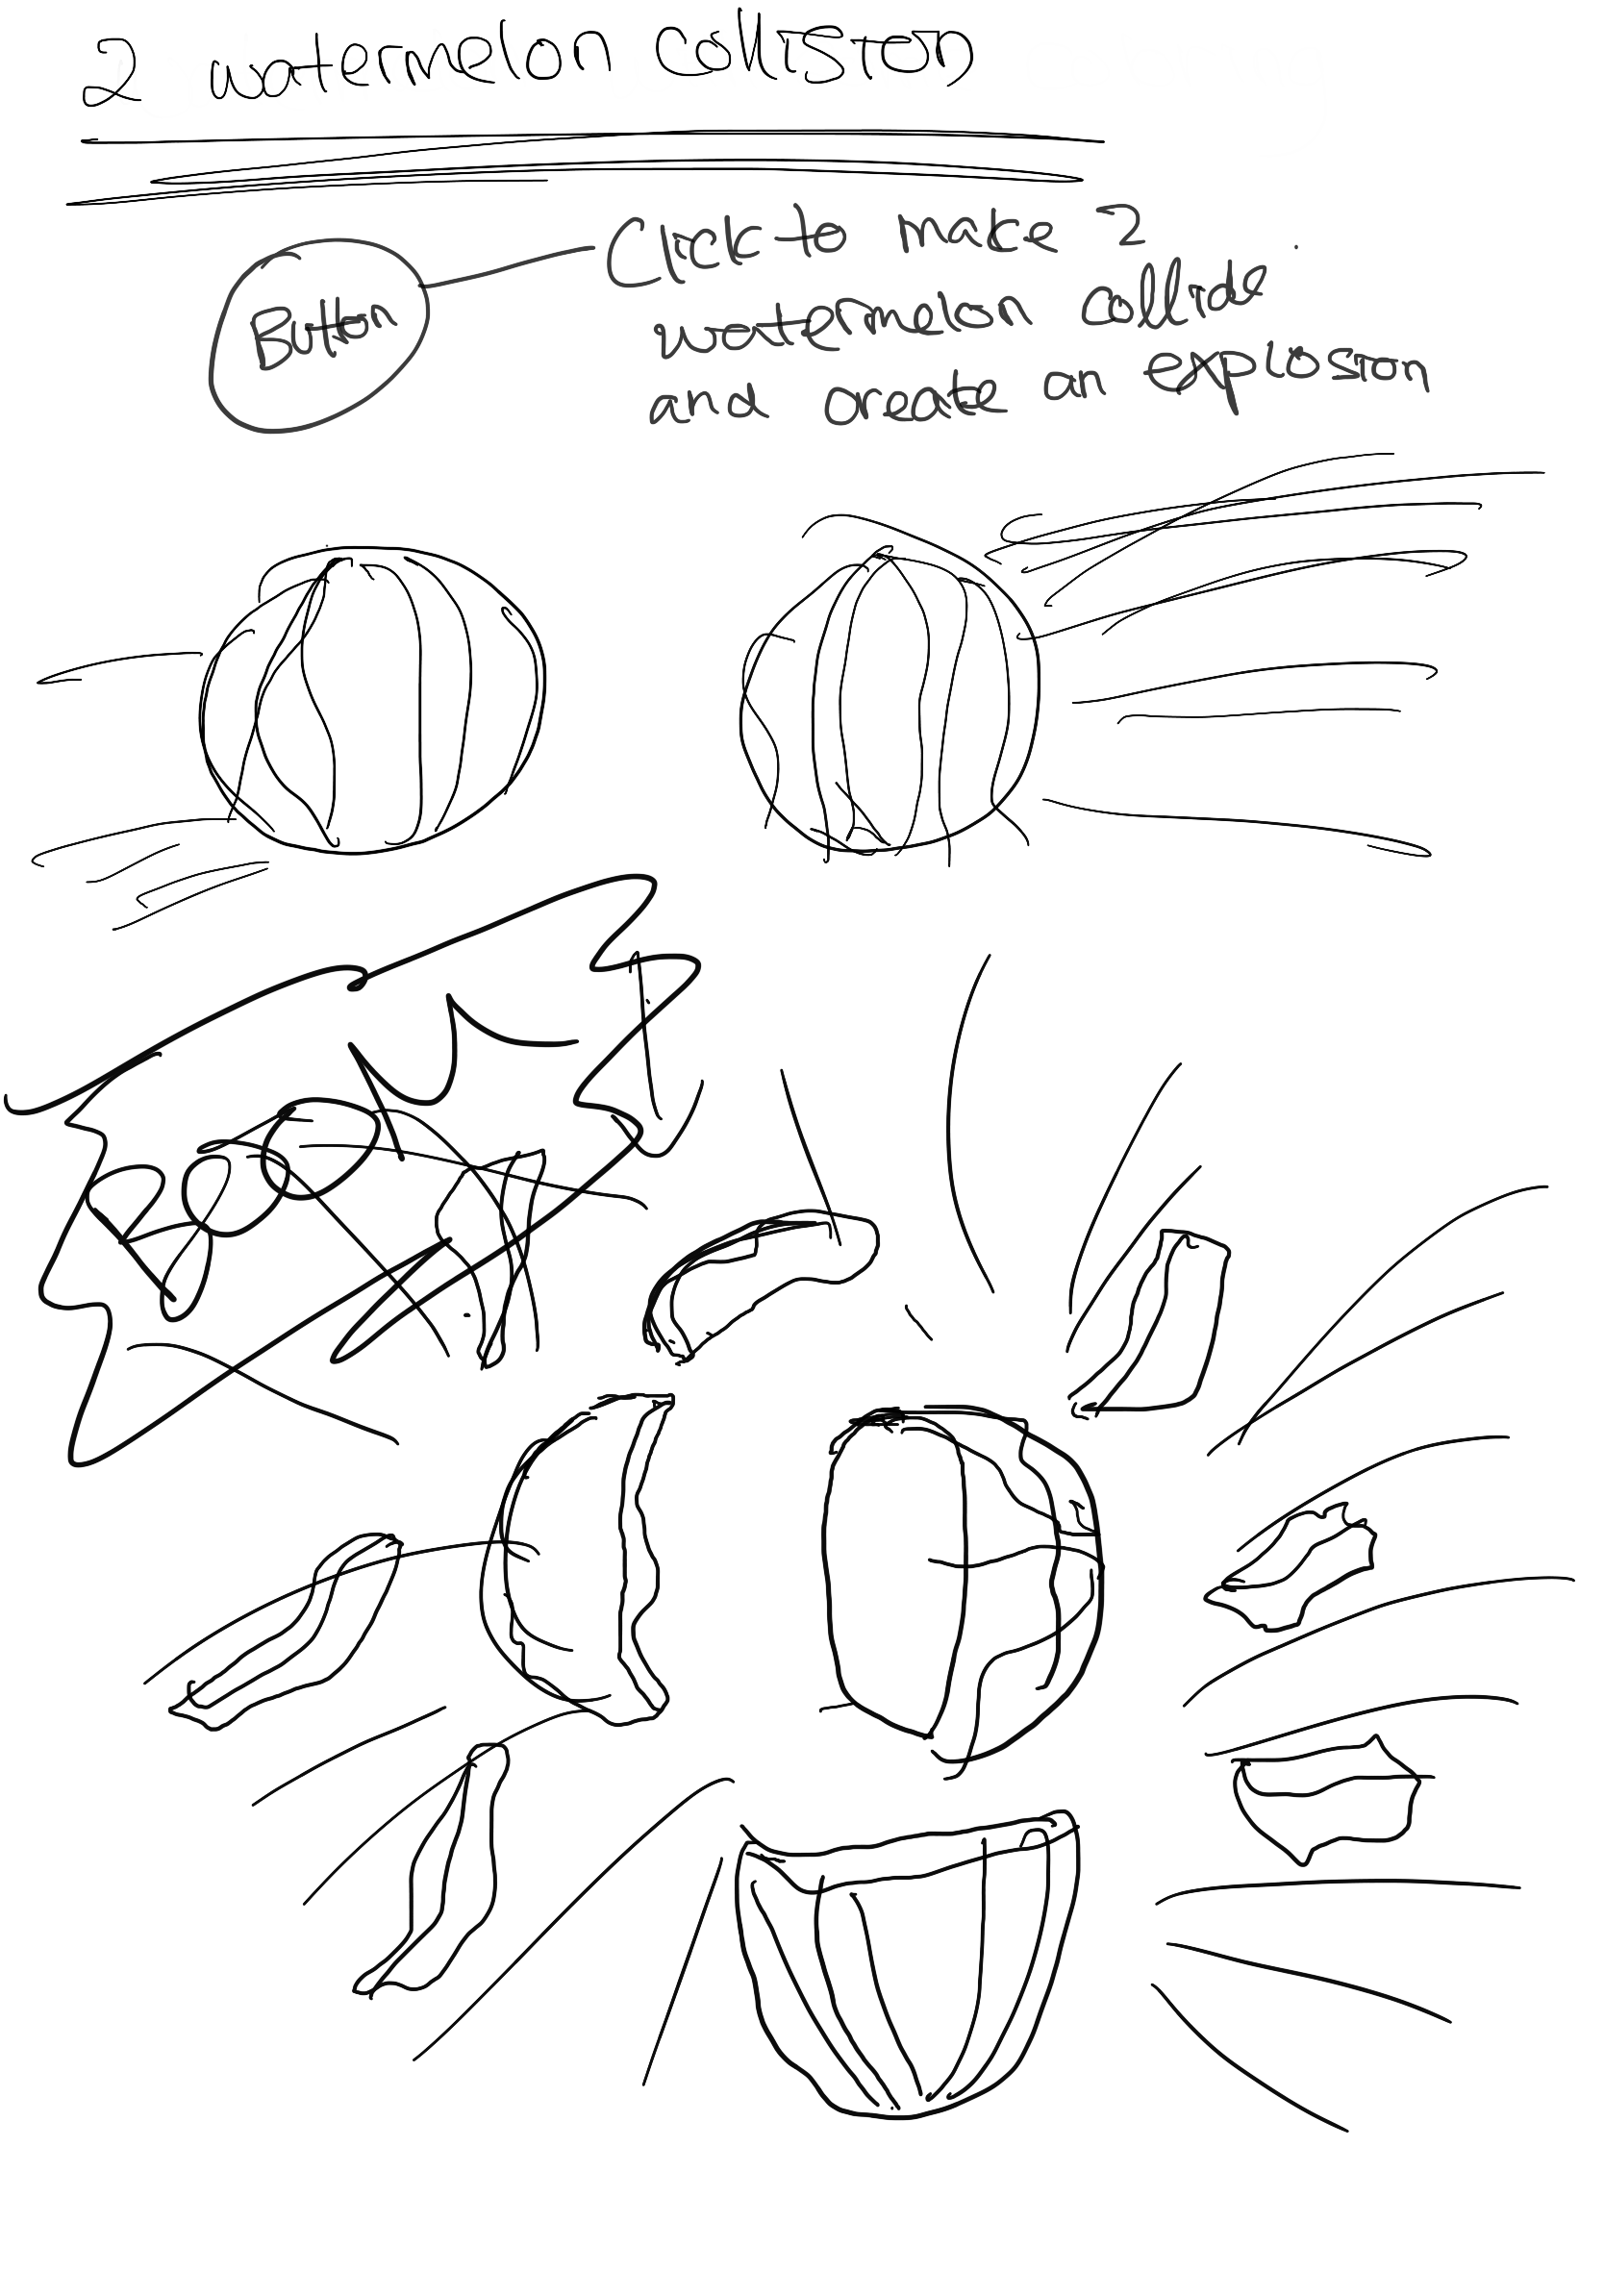 2 watermelon collision
Button
Click to make 2
watermelon collide
and create an explosion
BOOM